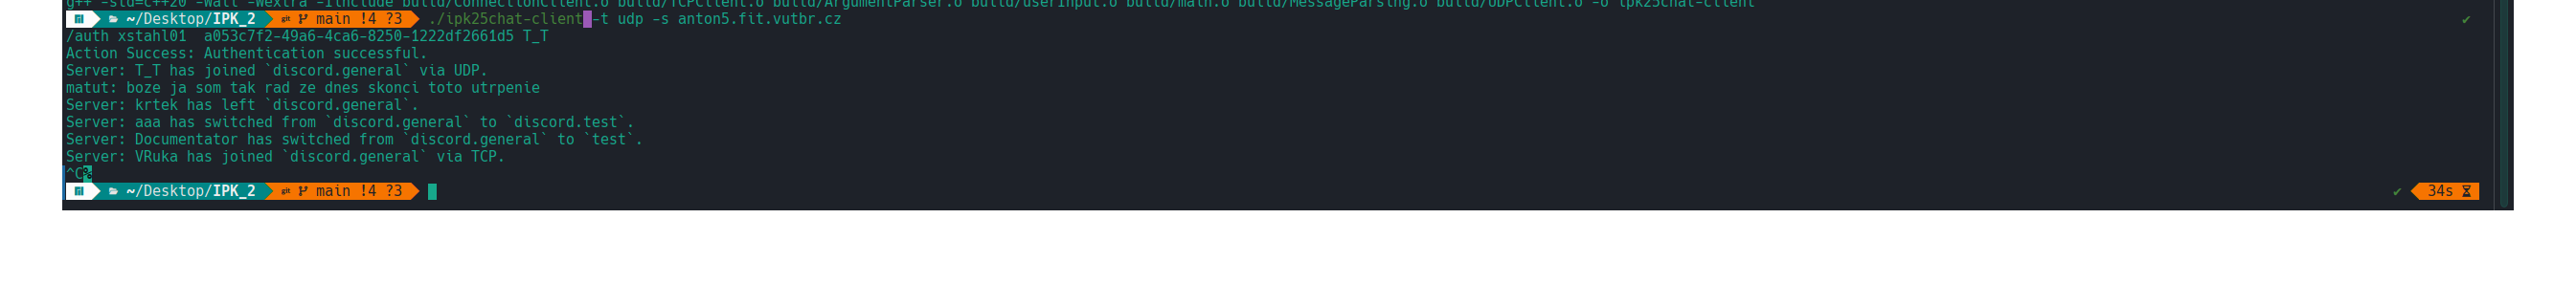 g++ -std=c++20 -Wall -Wextra -Iinclude build/ConnectionClient.o build/TCPClient.o build/ArgumentParser.o build/userInput.o build/main.o build/MessageParsing.o build/UDPClient.o -o ipk25chat-client
~/Desktop/IPK_2 main !4 ?3 ./ipk25chat-client -t udp -s anton5.fit.vutbr.cz ✔
/auth xstahl01  a053c7f2-49a6-4ca6-8250-1222df2661d5 T_T
Action Success: Authentication successful.
Server: T_T has joined `discord.general` via UDP.
matut: boze ja som tak rad ze dnes skonci toto utrpenie
Server: krtek has left `discord.general`.
Server: aaa has switched from `discord.general` to `discord.test`.
Server: Documentator has switched from `discord.general` to `test`.
Server: VRuka has joined `discord.general` via TCP.
^C%
~/Desktop/IPK_2 main !4 ?3 ✔ 34s